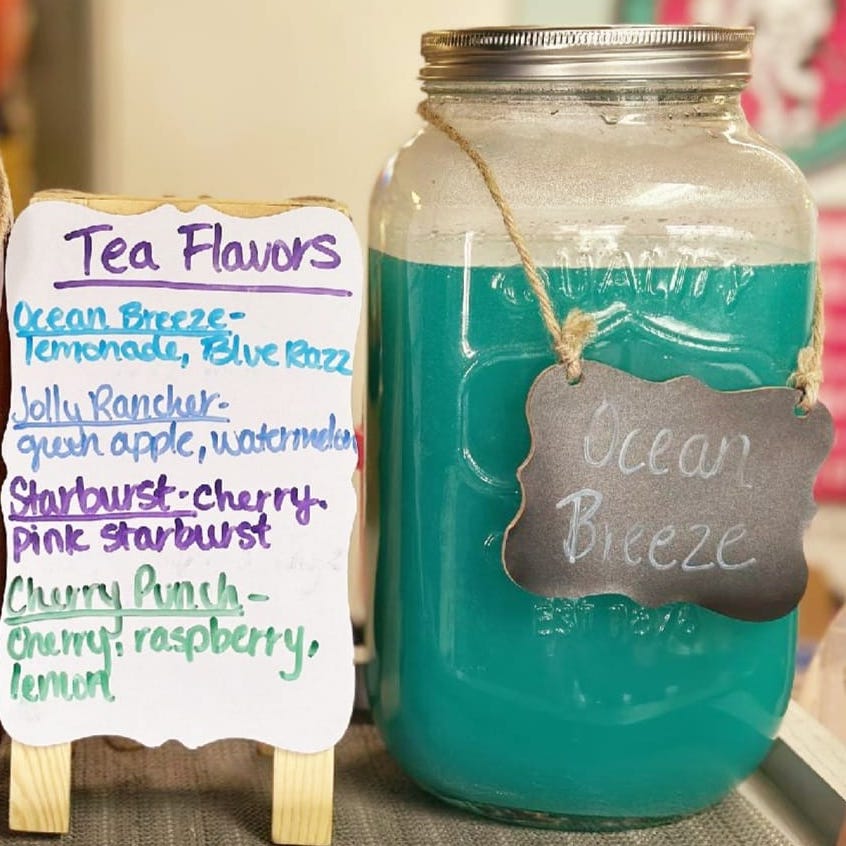 Tea Flavors
Ocean Breeze-
lemonade, Blue Razz
Jolly Rancher-
green apple, watermelon
Starburst-cherry,
pink starburst
Cherry Punch-
Cherry, raspberry,
lemon
QUALITY
Ocean
Breeze
EST 1876